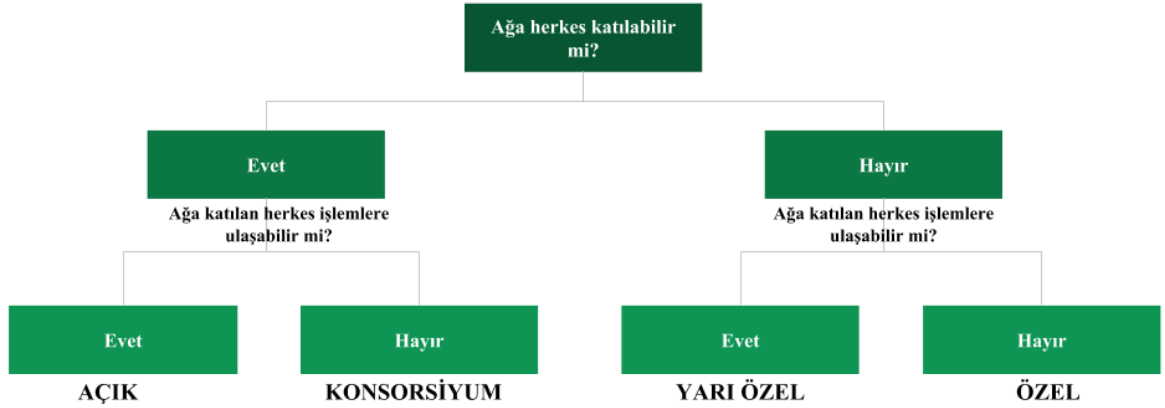 Ağa herkes katılabilir
mi?
Evet
Hayır
Ağa katılan herkes işlemlere
ulaşabilir mi?
Ağa katılan herkes işlemlere
ulaşabilir mi?
Evet
Hayır
Evet
Hayır
AÇIK
KONSORSİYUM
YARI ÖZEL
ÖZEL